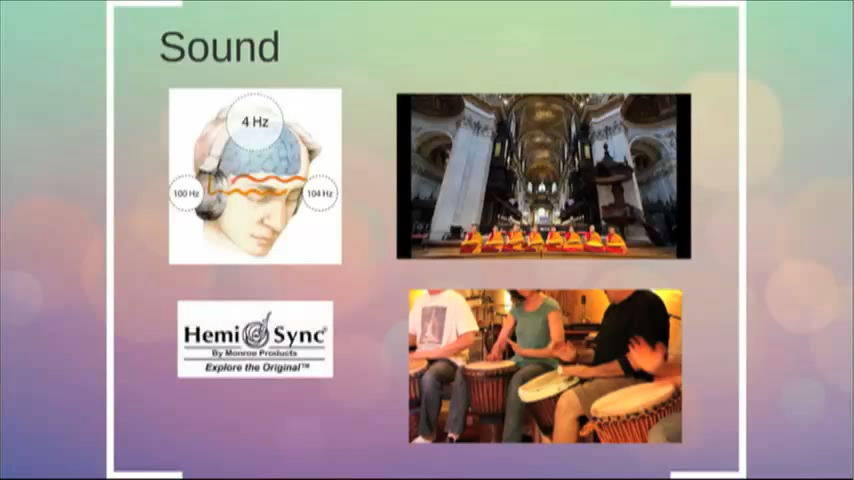 Sound
4 Hz
100 Hz
104 Hz
Hemi Sync®
By Monroe Products
Explore the Original™